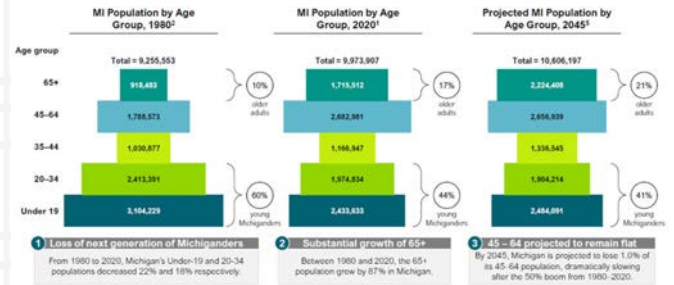 MI Population by Age
Group, 1980²
MI Population by Age
Group, 2020¹
Projected MI Population by
Age Group, 2045⁵
Age group
Total = 9,255,553
Total = 9,973,907
Total = 10,606,197
65+
918,483
10%
older
adults
1,715,512
17%
older
adults
2,224,408
21%
older
adults
45–64
1,788,573
2,682,981
2,656,939
35–44
1,030,877
1,166,947
1,336,545
20–34
2,413,391
1,974,834
1,904,214
60%
young
Michiganders
44%
young
Michiganders
41%
young
Michiganders
Under 19
3,104,229
2,433,633
2,484,091
1 Loss of next generation of Michiganders
From 1980 to 2020, Michigan's Under-19 and 20-34
populations decreased 22% and 18% respectively.
2 Substantial growth of 65+
Between 1980 and 2020, the 65+
population grew by 87% in Michigan.
3 45 – 64 projected to remain flat
By 2045, Michigan is projected to lose 1.0% of
its 45-64 population, dramatically slowing
after the 50% boom from 1980–2020.